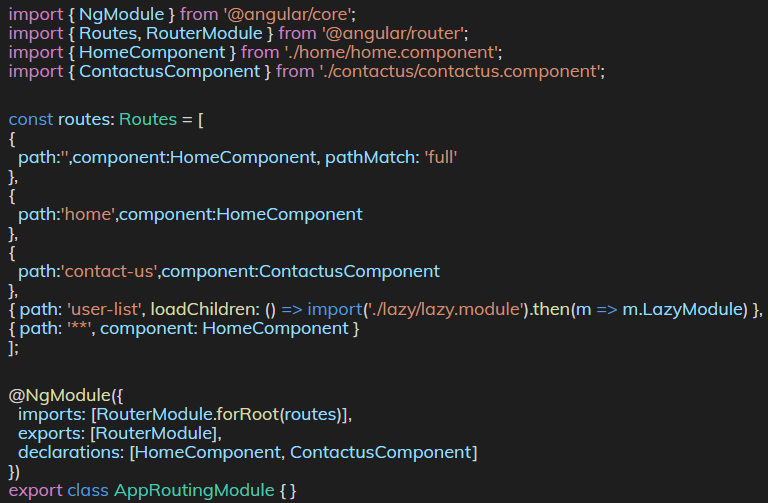 import { NgModule } from '@angular/core';
import { Routes, RouterModule } from '@angular/router';
import { HomeComponent } from './home/home.component';
import { ContactusComponent } from './contactus/contactus.component';
const routes: Routes = [
{
path:'',component:HomeComponent, pathMatch: 'full'
},
{
path:'home',component:HomeComponent
},
{
path:'contact-us',component:ContactusComponent
},
{ path: 'user-list', loadChildren: () => import('./lazy/lazy.module').then(m => m.LazyModule) },
{ path: '**', component: HomeComponent }
];
@NgModule({
imports: [RouterModule.forRoot(routes)],
exports: [RouterModule],
declarations: [HomeComponent, ContactusComponent]
})
export class AppRoutingModule { }